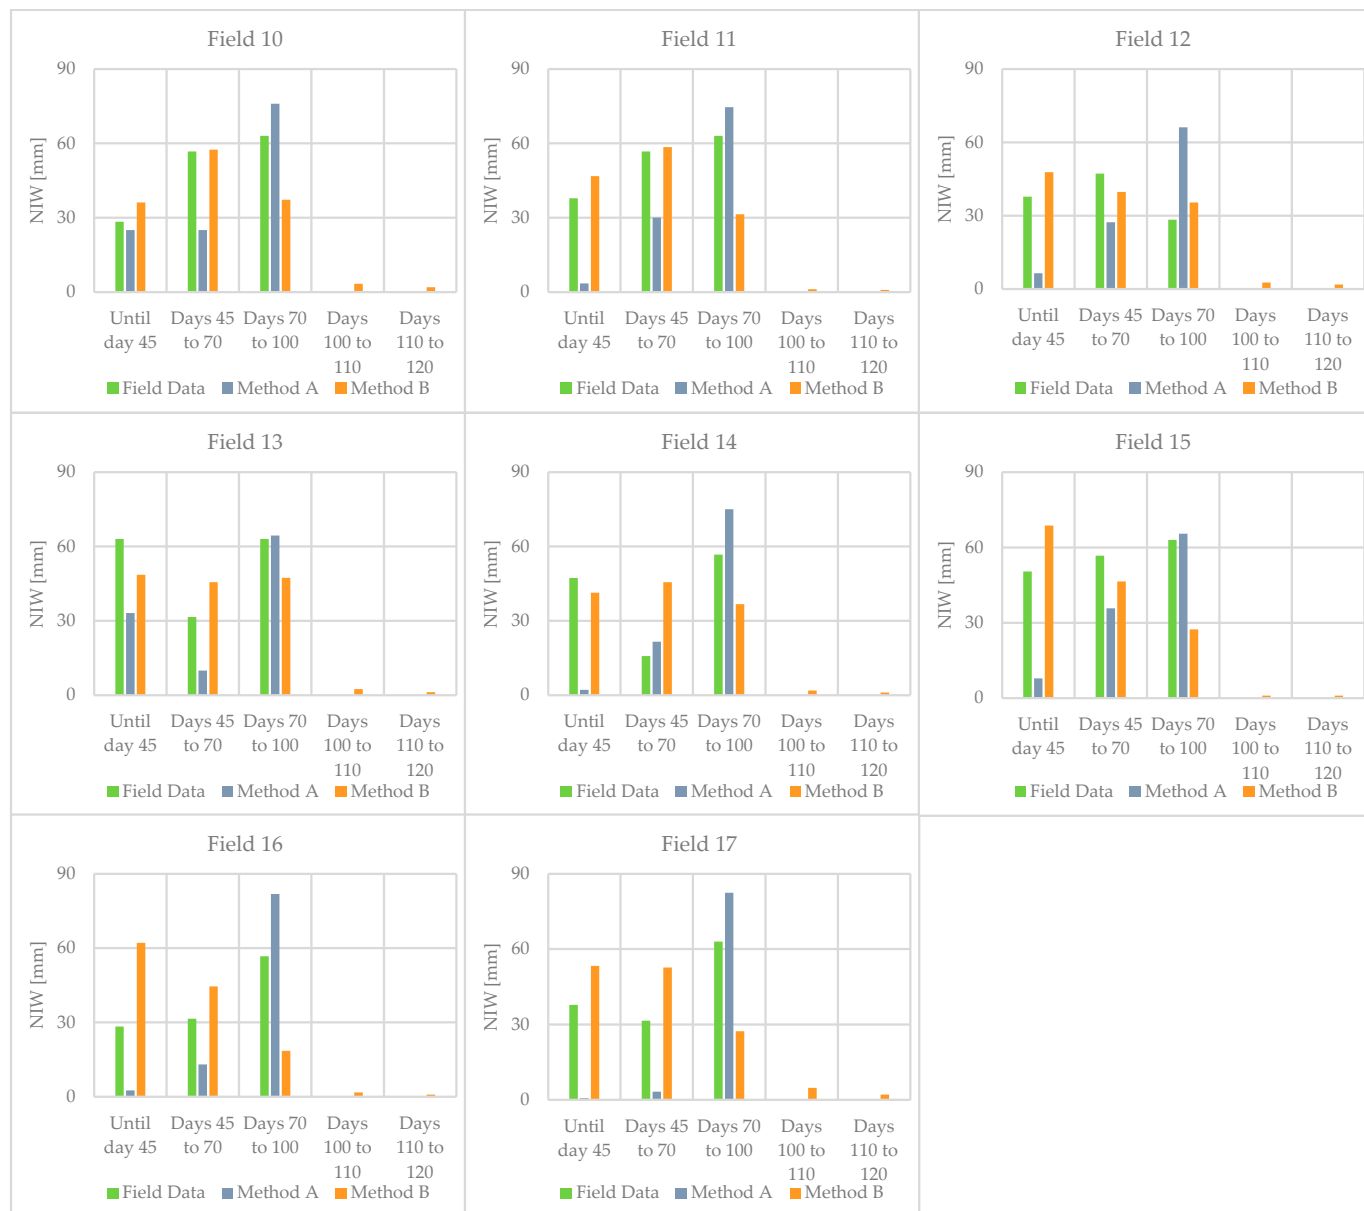 Field 10
90
60
30
0
NIW [mm]
Until Days 45 Days 70 Days Days
day 45 to 70 to 100 100 to 110 to
110 120
Field Data Method A Method B
Field 11
90
60
30
0
NIW [mm]
Until Days 45 Days 70 Days Days
day 45 to 70 to 100 100 to 110 to
110 120
Field Data Method A Method B
Field 12
90
60
30
0
NIW [mm]
Until Days 45 Days 70 Days Days
day 45 to 70 to 100 100 to 110 to
110 120
Field Data Method A Method B
Field 13
90
60
30
0
NIW [mm]
Until Days 45 Days 70 Days Days
day 45 to 70 to 100 100 to 110 to
110 120
Field Data Method A Method B
Field 14
90
60
30
0
NIW [mm]
Until Days 45 Days 70 Days Days
day 45 to 70 to 100 100 to 110 to
110 120
Field Data Method A Method B
Field 15
90
60
30
0
NIW [mm]
Until Days 45 Days 70 Days Days
day 45 to 70 to 100 100 to 110 to
110 120
Field Data Method A Method B
Field 16
90
60
30
0
NIW [mm]
Until Days 45 Days 70 Days Days
day 45 to 70 to 100 100 to 110 to
110 120
Field Data Method A Method B
Field 17
90
60
30
0
NIW [mm]
Until Days 45 Days 70 Days Days
day 45 to 70 to 100 100 to 110 to
110 120
Field Data Method A Method B